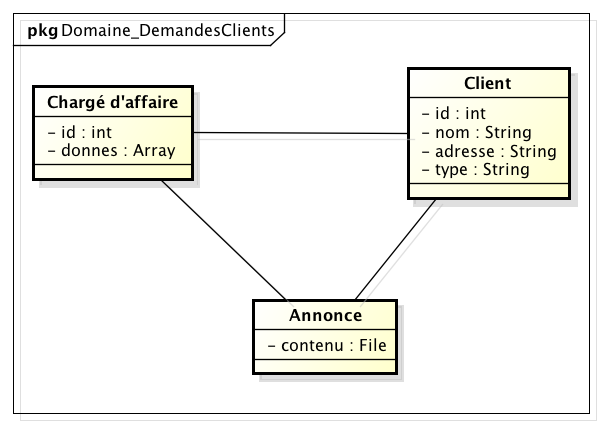 pkg Domaine_DemandesClients
Chargé d'affaire
- id : int
- donnes : Array
Client
- id : int
- nom : String
- adresse : String
- type : String
Annonce
- contenu : File